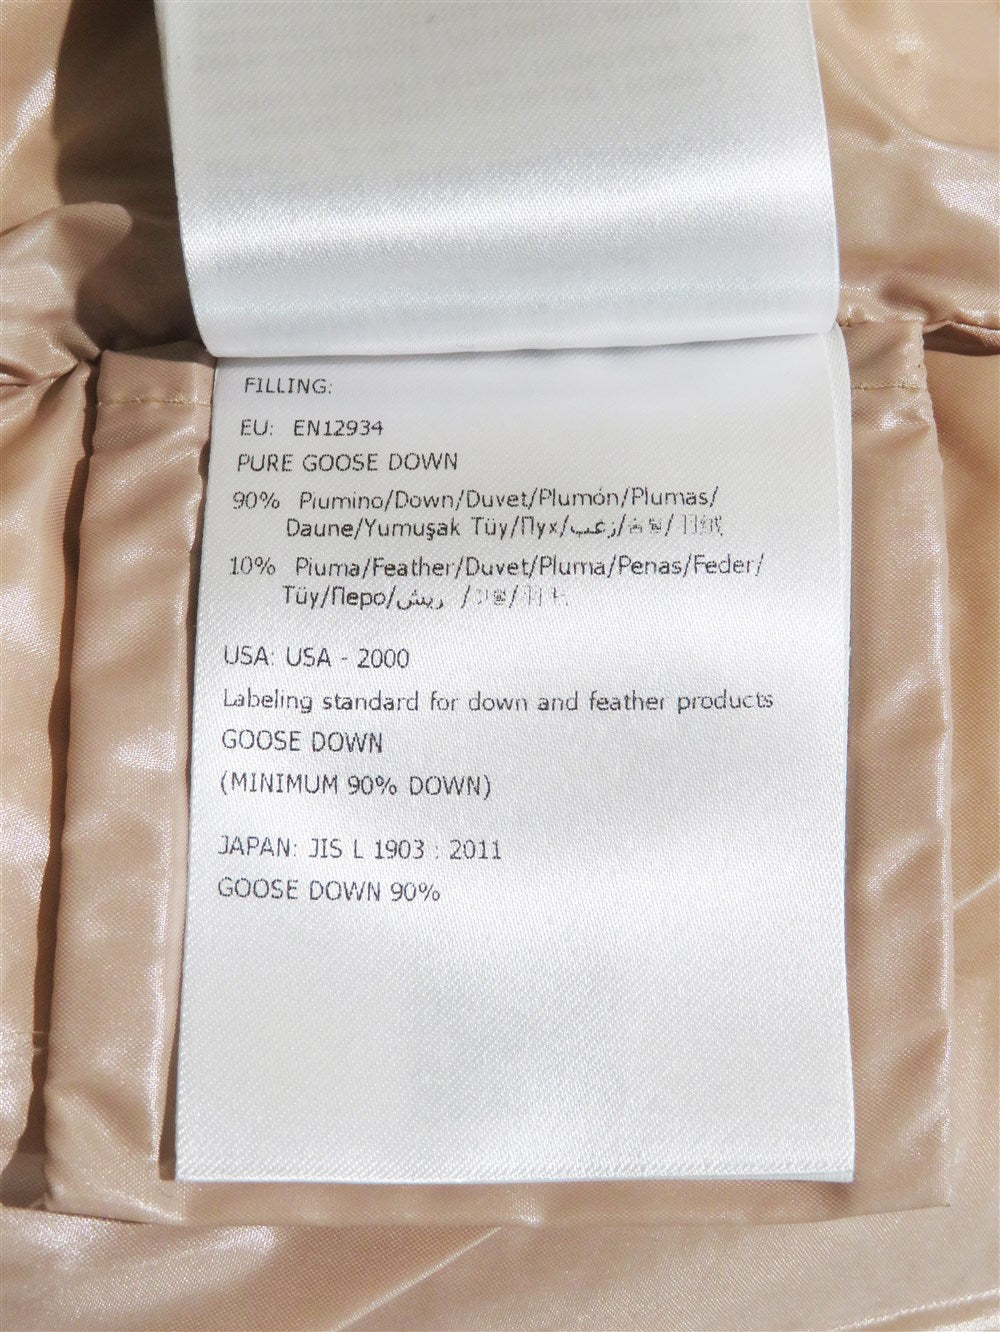 FILLING:
EU: EN12934
PURE GOOSE DOWN
90% Piumino/Down/Duvet/Plumón/Plumas/
Daune/Yumuşak Tüy/Пух/زغب/
10% Piuma/Feather/Duvet/Pluma/Penas/Feder/
Tüy/Перо/ريش /
USA: USA - 2000
Labeling standard for down and feather products
GOOSE DOWN
(MINIMUM 90% DOWN)
JAPAN: JIS L 1903 : 2011
GOOSE DOWN 90%